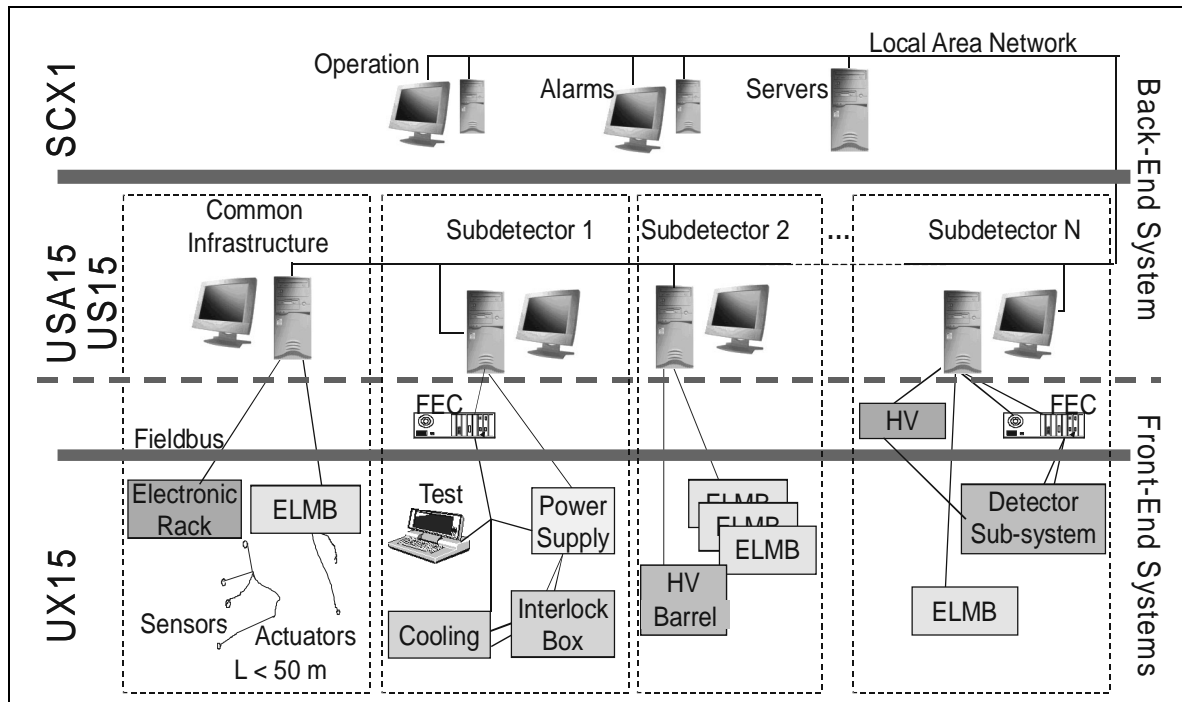 Local Area Network
Operation
Alarms
Servers
SCX1
Back-End System
Common
Infrastructure
Subdetector 1
Subdetector 2
...
Subdetector N
USA15
US15
FEC
HV
FEC
Fieldbus
Electronic
Rack
ELMB
Test
Power
Supply
ELMB
ELMB
ELMB
Detector
Sub-system
Front-End Systems
UX15
Sensors
Actuators
L < 50 m
Cooling
Interlock
Box
HV
Barrel
ELMB